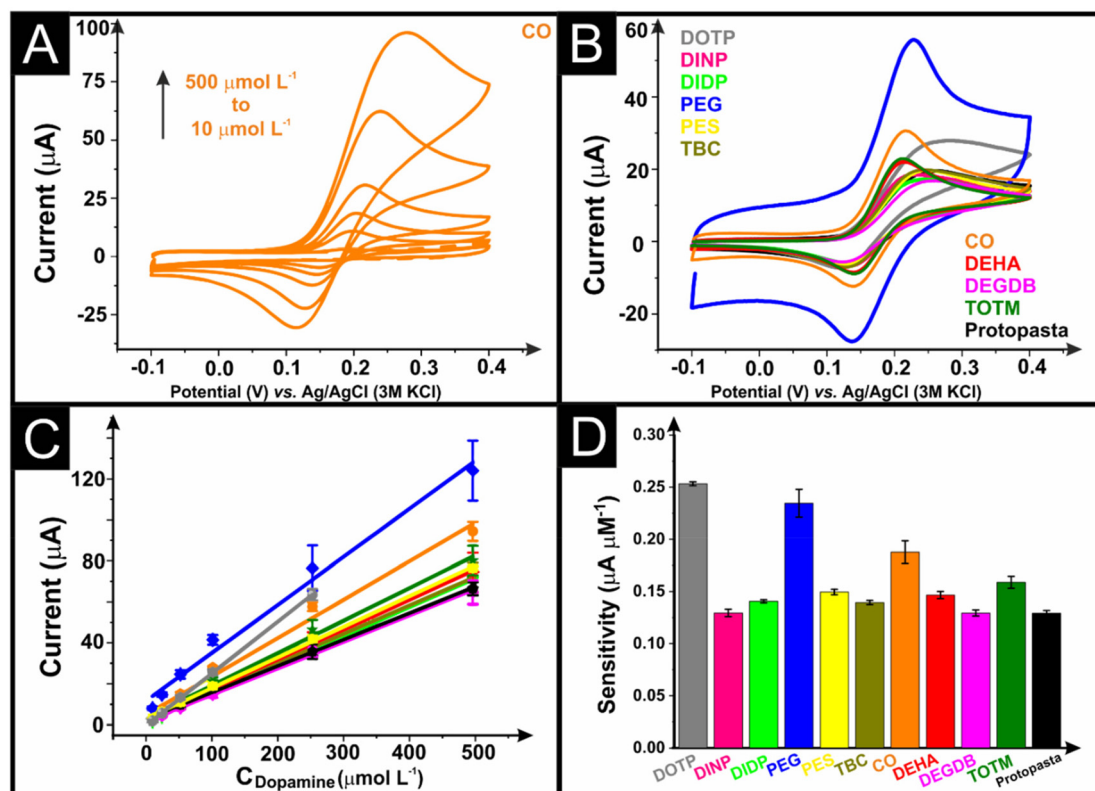 A
CO
500 μmol L⁻¹
to
10 μmol L⁻¹
Current (μA)
100
75
50
25
0
-25
-0.1 0.0 0.1 0.2 0.3 0.4
Potential (V) vs. Ag/AgCl (3M KCl)
B
DOTP
DINP
DIDP
PEG
PES
TBC
CO
DEHA
DEGDB
TOTM
Protopasta
Current (μA)
60
40
20
0
20
-0.1 0.0 0.1 0.2 0.3 0.4
Potential (V) vs. Ag/AgCl (3M KCl)
C
Current (μA)
120
80
40
0
0 100 200 300 400 500
C Dopamine (μmol L⁻¹)
D
Sensitivity (μA μM⁻¹)
0.30
0.25
0.20
0.15
0.10
0.05
0.00
DOTP DINP DIDP PEG PES TBC CO DEHA DEGDB TOTM Protopasta